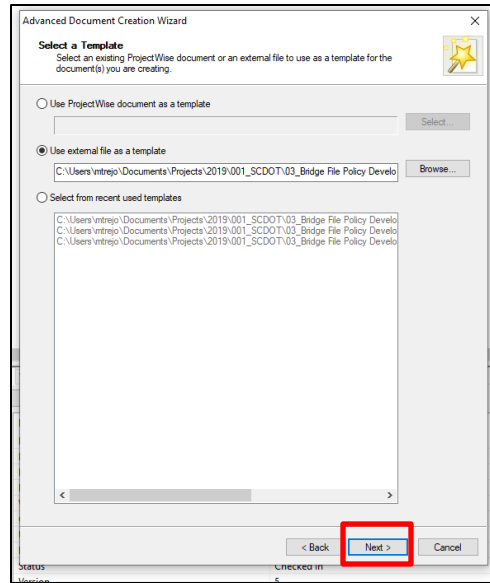 Advanced Document Creation Wizard
Select a Template
Select an existing ProjectWise document or an external file to use as a template for the
document(s) you are creating.
Use ProjectWise document as a template
Select...
Use external file as a template
C:\Users\mtrejo\Documents\Projects\2019\001_SCDOT\03_Bridge File Policy Develo
Browse...
Select from recent used templates
C:\Users\mtrejo\Documents\Projects\2019\001_SCDOT\03_Bridge File Policy Develo
C:\Users\mtrejo\Documents\Projects\2019\001_SCDOT\03_Bridge File Policy Develo
C:\Users\mtrejo\Documents\Projects\2019\001_SCDOT\03_Bridge File Policy Develo
< Back Next > Cancel
Status Checked In
Version 5